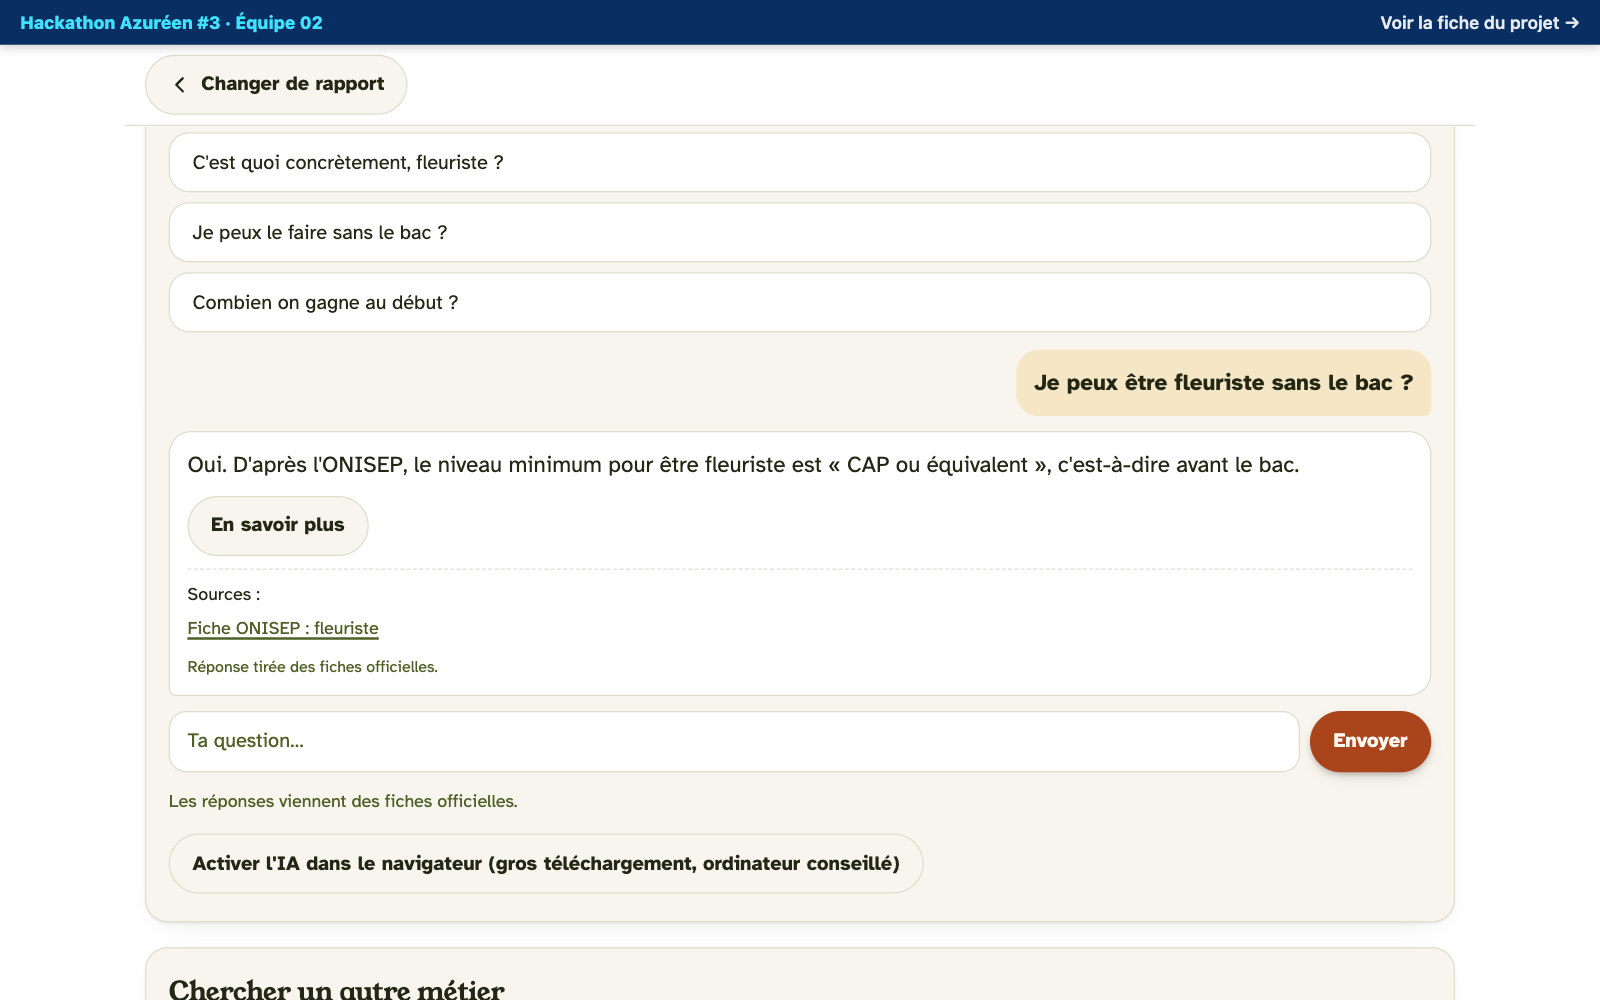 Hackathon Azuréen #3 · Équipe 02
Voir la fiche du projet →
Changer de rapport
C'est quoi concrètement, fleuriste ?
Je peux le faire sans le bac ?
Combien on gagne au début ?
Je peux être fleuriste sans le bac ?
Oui. D'après l'ONISEP, le niveau minimum pour être fleuriste est « CAP ou équivalent », c'est-à-dire avant le bac.
En savoir plus
Sources :
Fiche ONISEP : fleuriste
Réponse tirée des fiches officielles.
Ta question...
Envoyer
Les réponses viennent des fiches officielles.
Activer l'IA dans le navigateur (gros téléchargement, ordinateur conseillé)
Chercher un autre métier